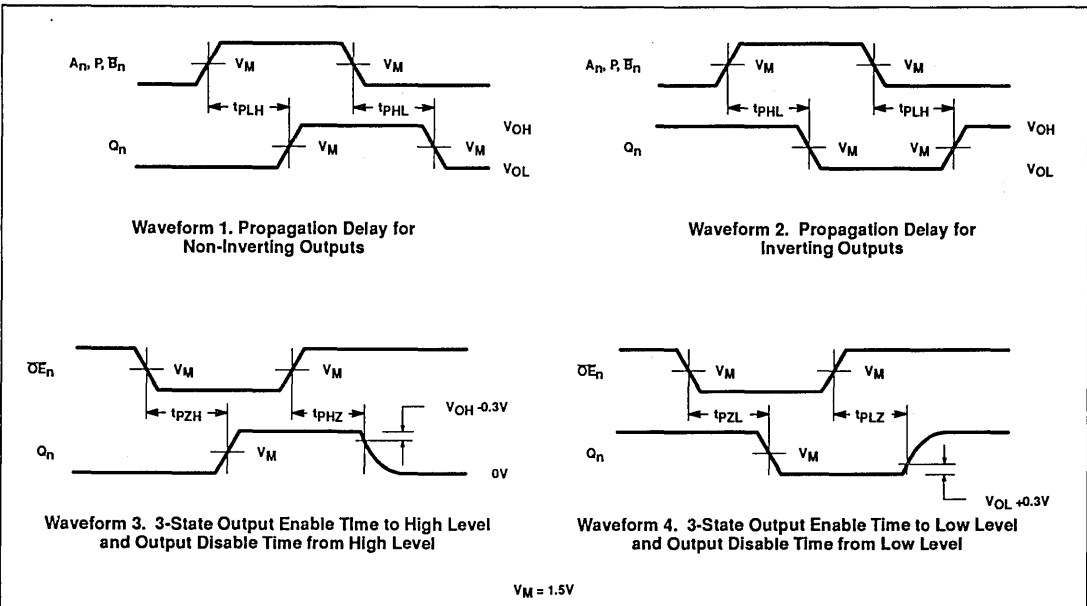 An, P, B̅n VM VM
tPLH tPHL
VOH
Qn VM VM
VOL
Waveform 1. Propagation Delay for
Non-Inverting Outputs
An, P, B̅n VM VM
tPHL tPLH
VOH
Qn VM VM
VOL
Waveform 2. Propagation Delay for
Inverting Outputs
O̅E̅n VM VM
tPZH tPHZ
VOH -0.3V
Qn VM
0V
Waveform 3. 3-State Output Enable Time to High Level
and Output Disable Time from High Level
O̅E̅n VM VM
tPZL tPLZ
Qn VM
VOL +0.3V
Waveform 4. 3-State Output Enable Time to Low Level
and Output Disable Time from Low Level
VM = 1.5V